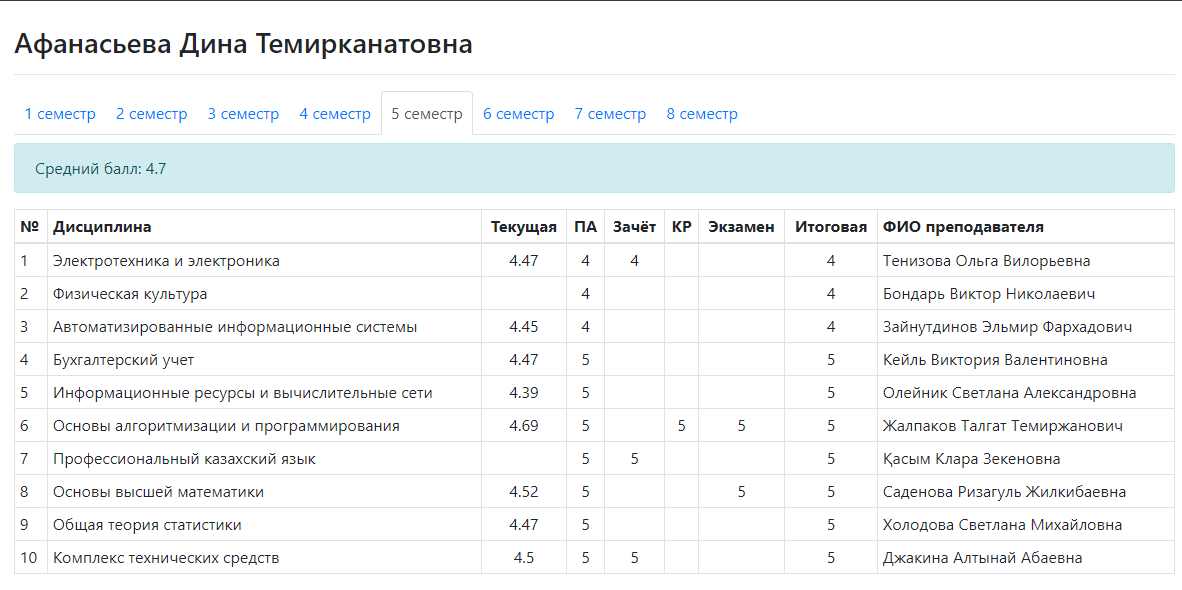 Афанасьева Дина Темиркановна
1 семестр 2 семестр 3 семестр 4 семестр 5 семестр 6 семестр 7 семестр 8 семестр
Средний балл: 4.7
№ Дисциплина Текущая ПА Зачёт КР Экзамен Итоговая ФИО преподавателя
1 Электротехника и электроника 4.47 4 4 4 Тенизова Ольга Вилорьевна
2 Физическая культура 4 4 Бондарь Виктор Николаевич
3 Автоматизированные информационные системы 4.45 4 4 Зайнутдинов Эльмир Фархадович
4 Бухгалтерский учет 4.47 5 5 Кейль Виктория Валентиновна
5 Информационные ресурсы и вычислительные сети 4.39 5 5 Олейник Светлана Александровна
6 Основы алгоритмизации и программирования 4.69 5 5 5 5 Жалпаков Талгат Темиржанович
7 Профессиональный казахский язык 5 5 5 Қасым Клара Зекеновна
8 Основы высшей математики 4.52 5 5 5 Саденова Ризагуль Жилкибаевна
9 Общая теория статистики 4.47 5 5 Холодова Светлана Михайловна
10 Комплекс технических средств 4.5 5 5 5 Джакина Алтынай Абаевна